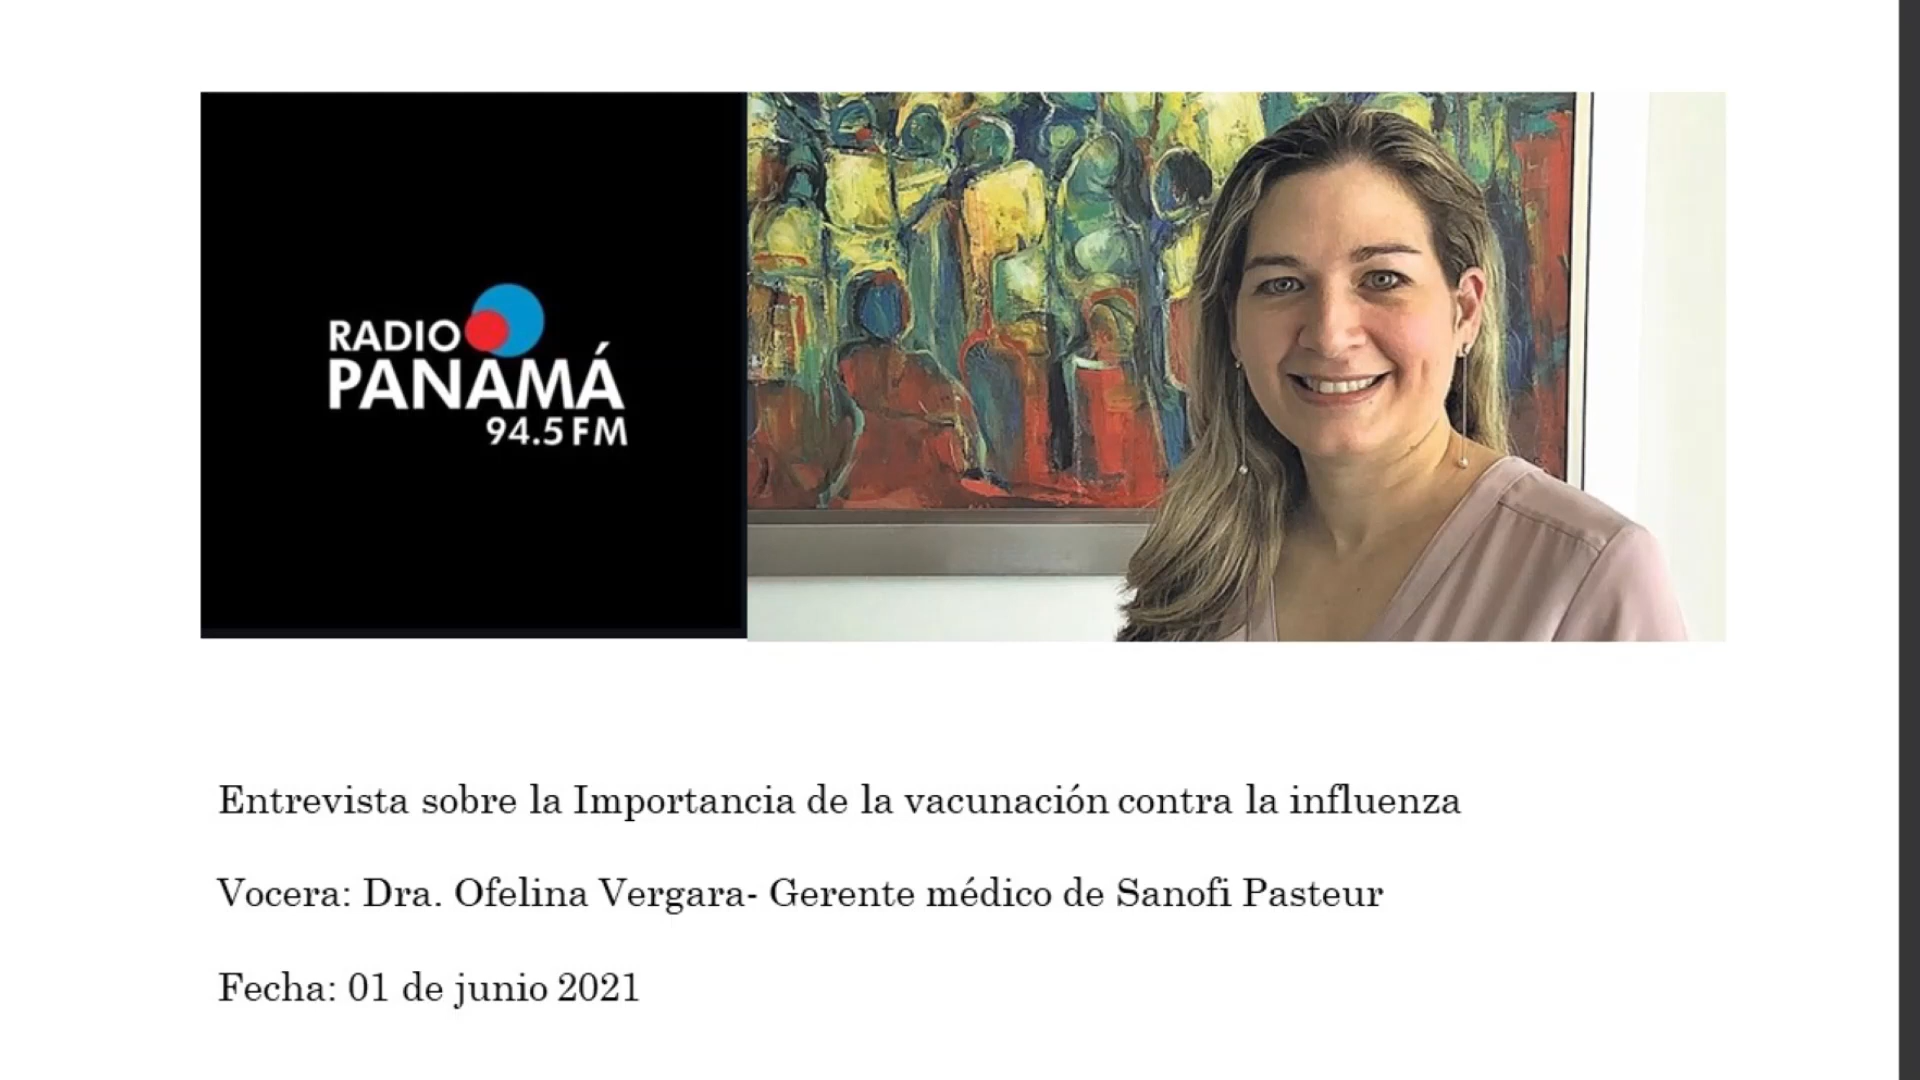 RADIO
PANAMÁ
94.5 FM
Entrevista sobre la Importancia de la vacunación contra la influenza
Vocera: Dra. Ofelina Vergara- Gerente médico de Sanofi Pasteur
Fecha: 01 de junio 2021